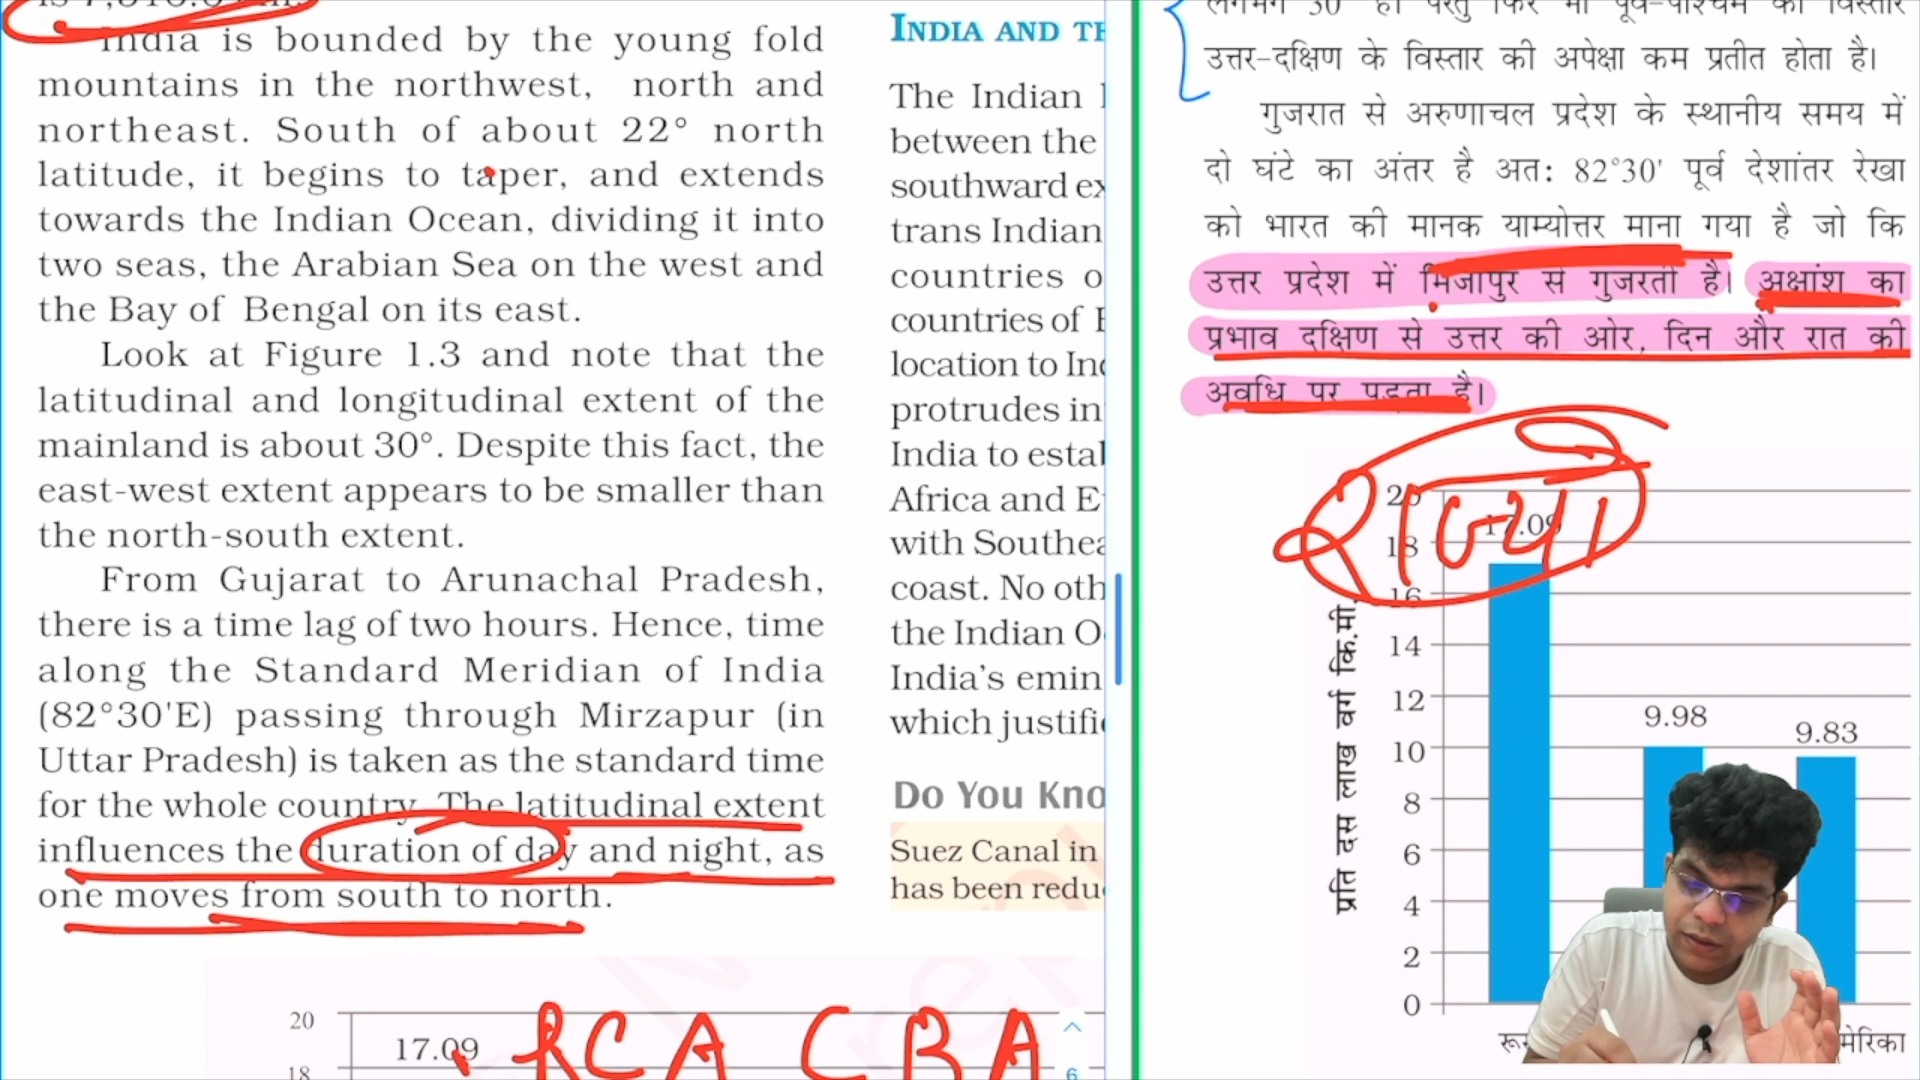 India is bounded by the young fold
mountains in the northwest, north and
northeast. South of about 22° north
latitude, it begins to taper, and extends
towards the Indian Ocean, dividing it into
two seas, the Arabian Sea on the west and
the Bay of Bengal on its east.
Look at Figure 1.3 and note that the
latitudinal and longitudinal extent of the
mainland is about 30°. Despite this fact, the
east-west extent appears to be smaller than
the north-south extent.
From Gujarat to Arunachal Pradesh,
there is a time lag of two hours. Hence, time
along the Standard Meridian of India
(82°30'E) passing through Mirzapur (in
Uttar Pradesh) is taken as the standard time
for the whole country. The latitudinal extent
influences the duration of day and night, as
one moves from south to north.
20
17.09
18
RCA CBA
6
INDIA AND
The Indian
between the
southward
trans Indian
countries
countries of
location to
protrudes
India to
Africa and
with
coast. No
the Indian
India's
which
Do You
Suez Canal in
has been
उत्तर-दक्षिण के विस्तार की अपेक्षा कम प्रतीत होता है।
गुजरात से अरुणाचल प्रदेश के स्थानीय समय में
दो घंटे का अंतर है अत: 82°30' पूर्व देशांतर रेखा
को भारत की मानक याम्योत्तर माना गया है जो कि
उत्तर प्रदेश में मिर्जापुर से गुजरती है। अक्षांश का
प्रभाव दक्षिण से उत्तर की ओर, दिन और रात की
अवधि पर पड़ता है।
राज्यो
20
17.09
18
16
14
12
10
8
6
4
2
0
9.98
9.83
प्रति दस लाख वर्ग कि.मी.